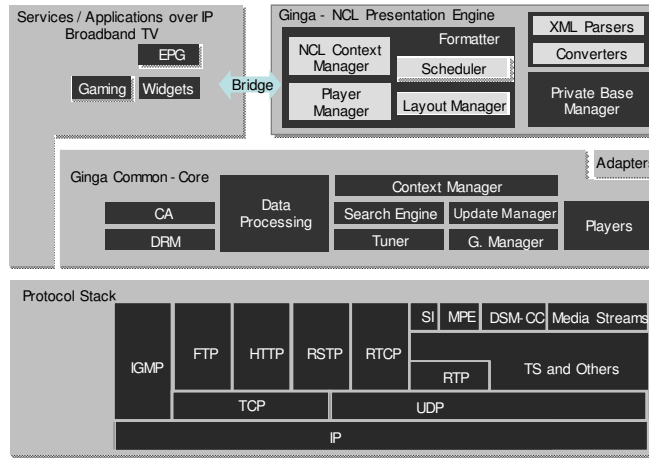 Services / Applications over IP
Broadband TV
EPG
Gaming
Widgets
Bridge
Ginga - NCL Presentation Engine
Formatter
NCL Context
Manager
Scheduler
Player
Manager
Layout Manager
XML Parsers
Converters
Private Base
Manager
Adapter
Ginga Common - Core
CA
DRM
Data
Processing
Context Manager
Search Engine
Update Manager
Tuner
G. Manager
Players
Protocol Stack
IGMP
FTP
HTTP
RSTP
RTCP
SI
MPE
DSM-CC
Media Streams
RTP
TS and Others
TCP
UDP
IP